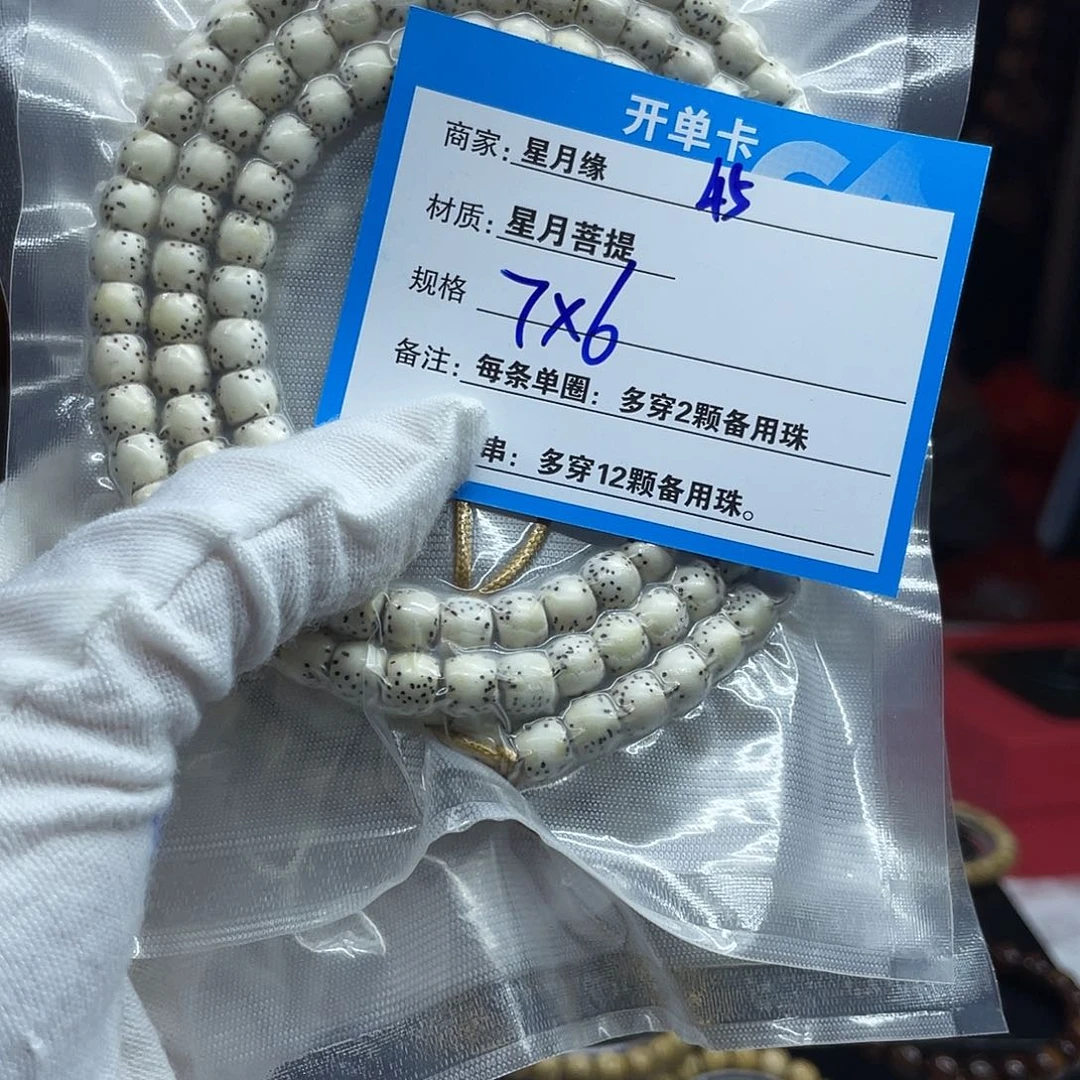 开单卡
商家：星月缘
45
材质：星月菩提
规格 7×6
备注：每条单圈：多穿2颗备用珠
串：多穿12颗备用珠。